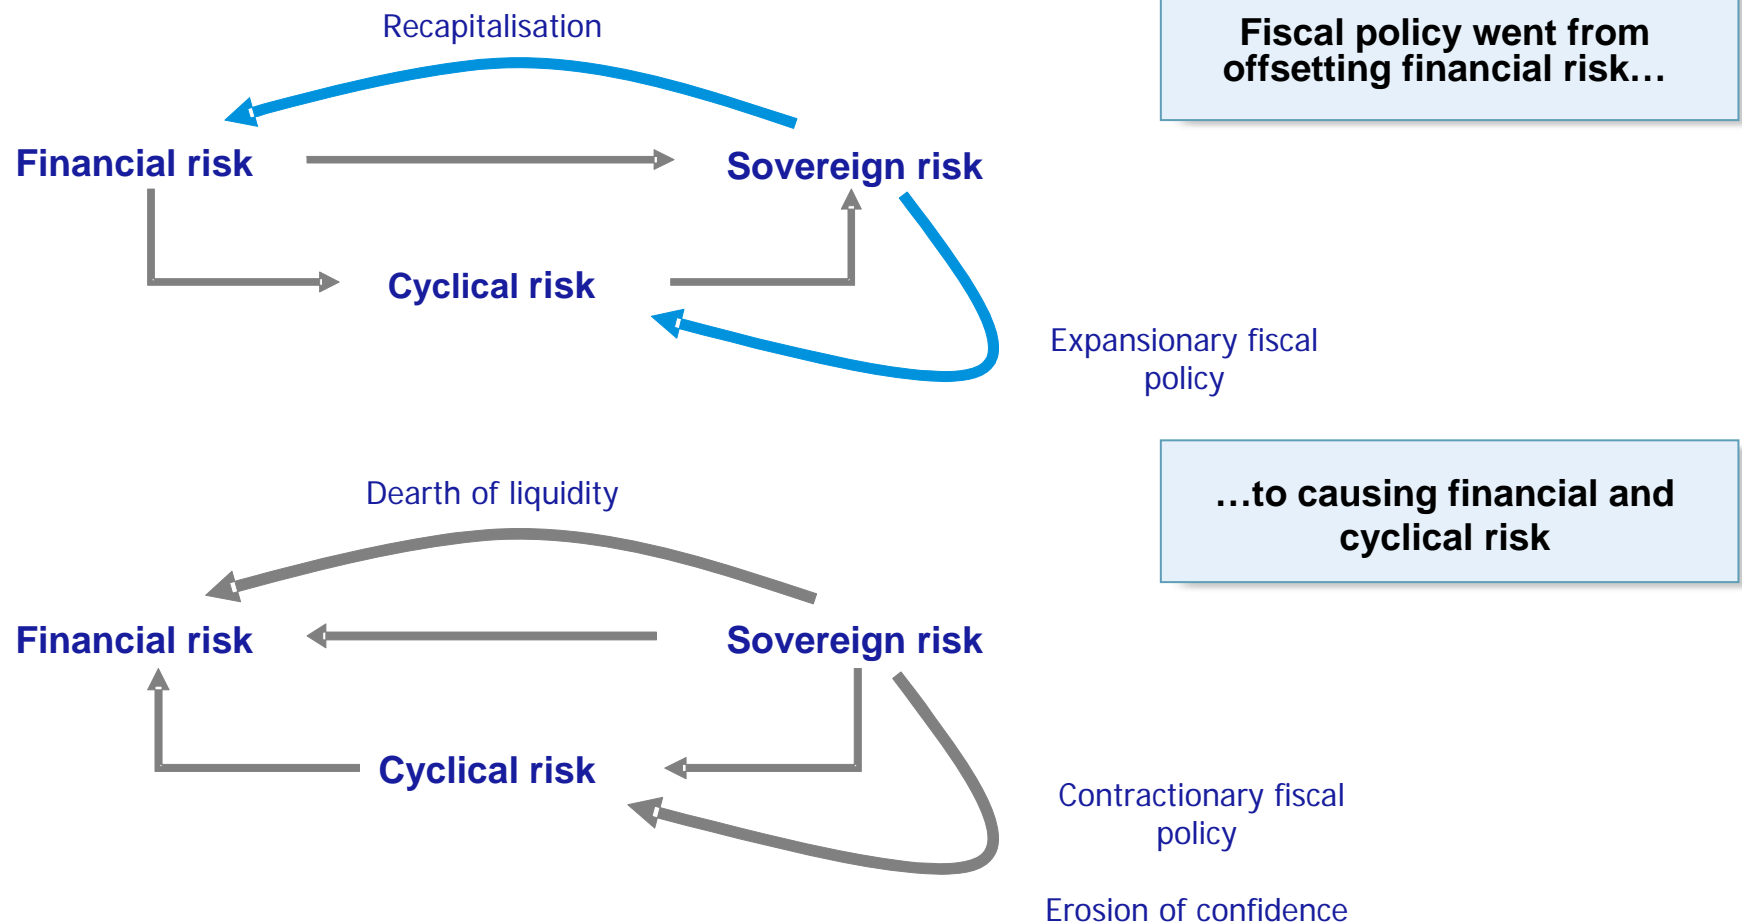 Recapitalisation
Fiscal policy went from
offsetting financial risk…
Financial risk
Sovereign risk
Cyclical risk
Expansionary fiscal
policy
Dearth of liquidity
…to causing financial and
cyclical risk
Financial risk
Sovereign risk
Cyclical risk
Contractionary fiscal
policy
Erosion of confidence